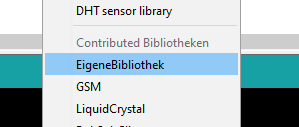 DHT sensor library
Contributed Bibliotheken
EigeneBibliothek
GSM
LiquidCrystal